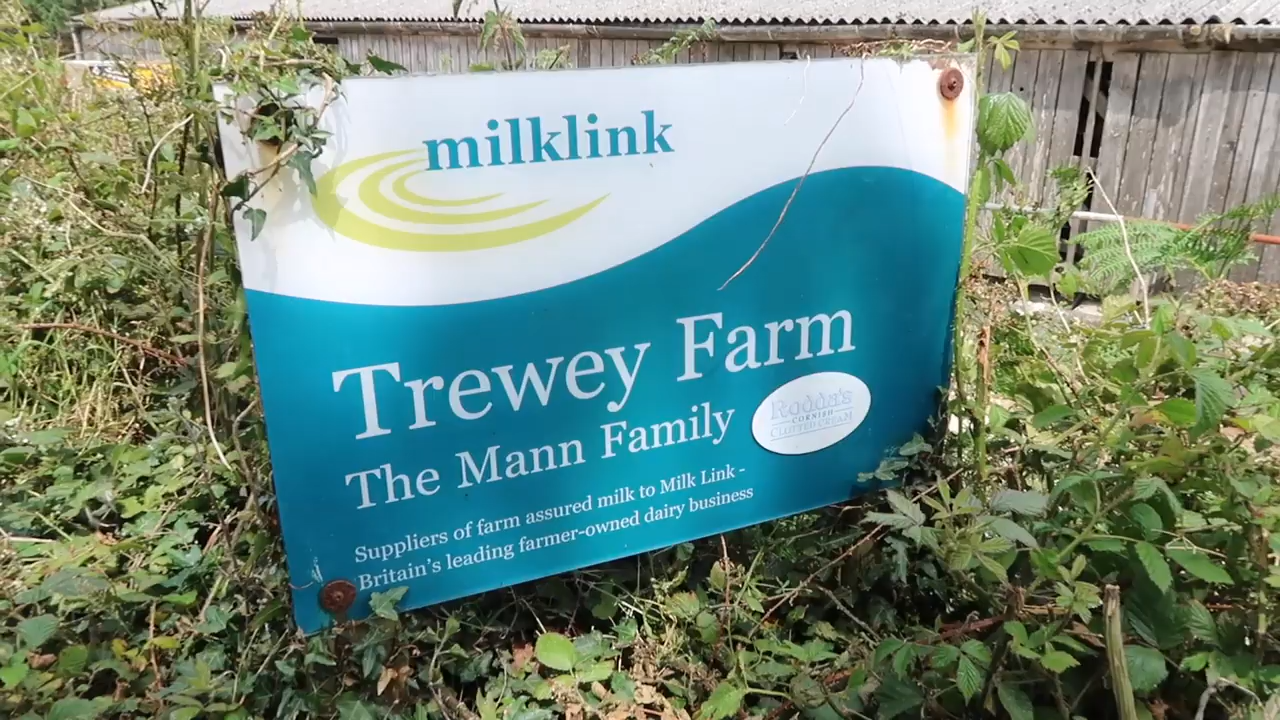 milklink
Trewey Farm
The Mann Family
Rodda's
CORNISH
CLOTTED CREAM
Suppliers of farm assured milk to Milk Link -
Britain's leading farmer-owned dairy business